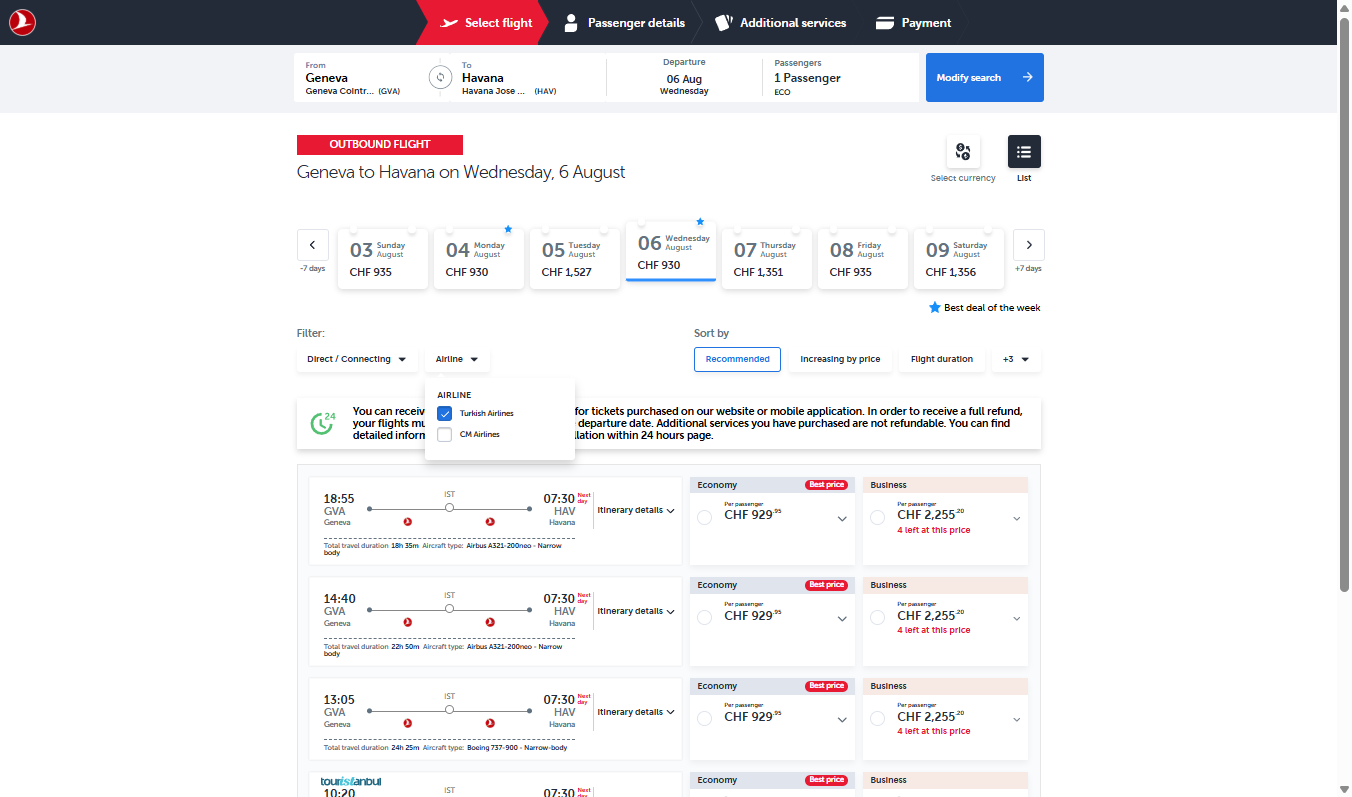 Select flight
Passenger details
Additional services
Payment
From
Geneva
Geneva Cointr... (GVA)
To
Havana
Havana Jose ... (HAV)
Departure
06 Aug
Wednesday
Passengers
1 Passenger
ECO
Modify search
OUTBOUND FLIGHT
Geneva to Havana on Wednesday, 6 August
Select currency
List
-7 days
03 Sunday August
CHF 935
04 Monday August
CHF 930
05 Tuesday August
CHF 1,527
06 Wednesday August
CHF 930
07 Thursday August
CHF 1,351
08 Friday August
CHF 935
09 Saturday August
CHF 1,356
+7 days
Best deal of the week
Filter:
Direct / Connecting
Airline
Sort by
Recommended
Increasing by price
Flight duration
+3
AIRLINE
Turkish Airlines
CM Airlines
24
You can receiv
for tickets purchased on our website or mobile application. In order to receive a full refund,
your flights mu
departure date. Additional services you have purchased are not refundable. You can find
detailed inform
llation within 24 hours page.
18:55
GVA
Geneva
IST
07:30 Next day
HAV
Havana
Itinerary details
Total travel duration 18h 35m Aircraft type: Airbus A321-200neo - Narrow
body
Economy
Best price
Per passenger
CHF 929.95
Business
Per passenger
CHF 2,255.20
4 left at this price
14:40
GVA
Geneva
IST
07:30 Next day
HAV
Havana
Itinerary details
Total travel duration 22h 50m Aircraft type: Airbus A321-200neo - Narrow
body
Economy
Best price
Per passenger
CHF 929.95
Business
Per passenger
CHF 2,255.20
4 left at this price
13:05
GVA
Geneva
IST
07:30 Next day
HAV
Havana
Itinerary details
Total travel duration 24h 25m Aircraft type: Boeing 737-900 - Narrow-body
Economy
Best price
Per passenger
CHF 929.95
Business
Per passenger
CHF 2,255.20
4 left at this price
touristanbul
10:20
IST
07:30 Next
Economy
Best price
Business